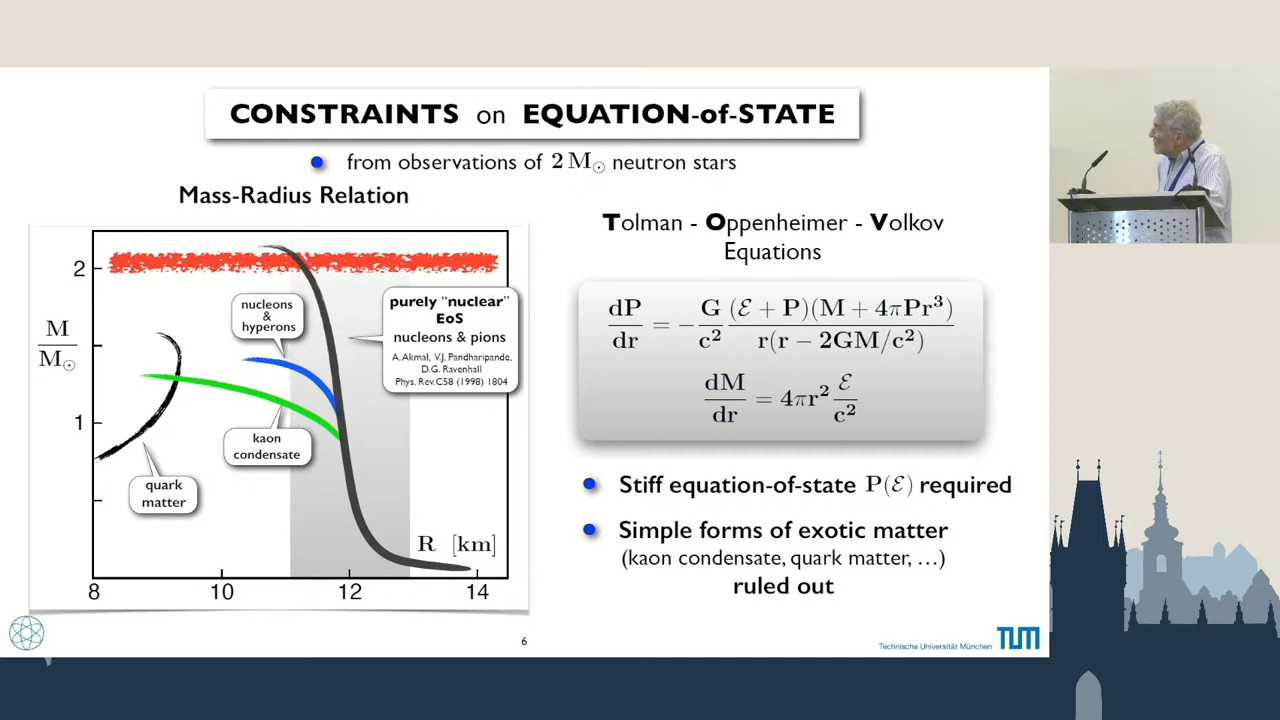 CONSTRAINTS on EQUATION-of-STATE
from observations of 2 M☉ neutron stars
Mass-Radius Relation
2
1
M
M☉
nucleons
&
hyperons
purely “nuclear”
EoS
nucleons & pions
A. Akmal, V.J. Pandharipande,
D.G. Ravenhall
Phys. Rev.C58 (1998) 1804
kaon
condensate
quark
matter
R [km]
8 10 12 14
Tolman - Oppenheimer - Volkov
Equations
dP/dr = −G/c² (ℰ + P)(M + 4πPr³)/r(r − 2GM/c²)
dM/dr = 4πr² ℰ/c²
Stiff equation-of-state P(ℰ) required
Simple forms of exotic matter
(kaon condensate, quark matter, …)
ruled out
6
Technische Universität München
TUM